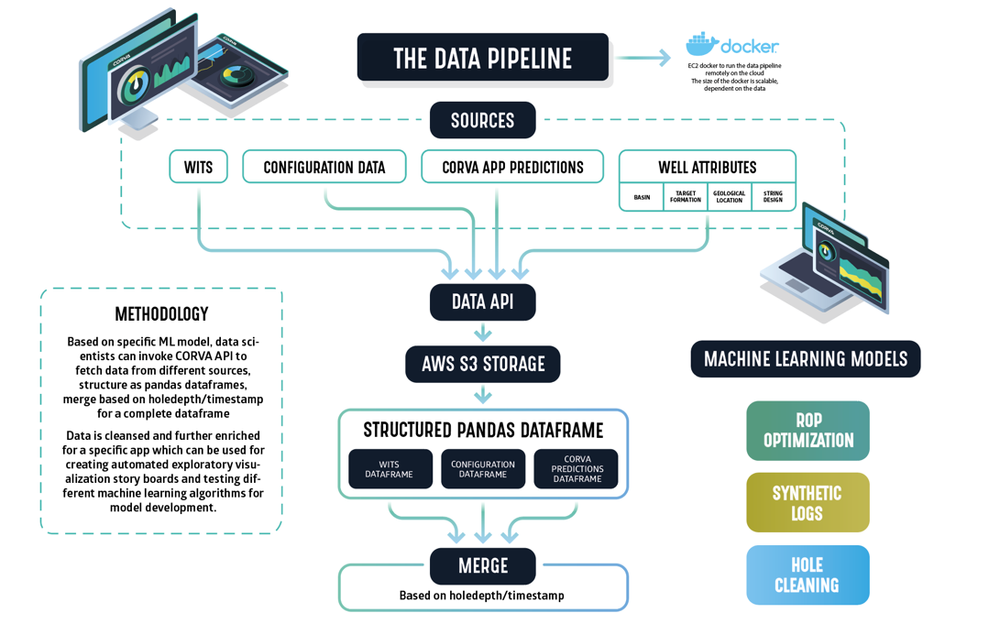 THE DATA PIPELINE
docker
EC2 docker to run the data pipeline
remotely on the cloud
The size of the docker is scalable,
dependent on the data
CORVA
CORVA
SOURCES
WITS
CONFIGURATION DATA
CORVA APP PREDICTIONS
WELL ATTRIBUTES
BASIN
TARGET
FORMATION
GEOLOGICAL
LOCATION
STRING
DESIGN
CORVA
DATA API
AWS S3 STORAGE
STRUCTURED PANDAS DATAFRAME
WITS
DATAFRAME
CONFIGURATION
DATAFRAME
CORVA
PREDICTIONS
DATAFRAME
MERGE
Based on holedepth/timestamp
METHODOLOGY
Based on specific ML model, data sci-
entists can invoke CORVA API to
fetch data from different sources,
structure as pandas dataframes,
merge based on holedepth/timestamp
for a complete dataframe
Data is cleansed and further enriched
for a specific app which can be used for
creating automated exploratory visu-
alization story boards and testing dif-
ferent machine learning algorithms for
model development.
MACHINE LEARNING MODELS
ROP
OPTIMIZATION
SYNTHETIC
LOGS
HOLE
CLEANING